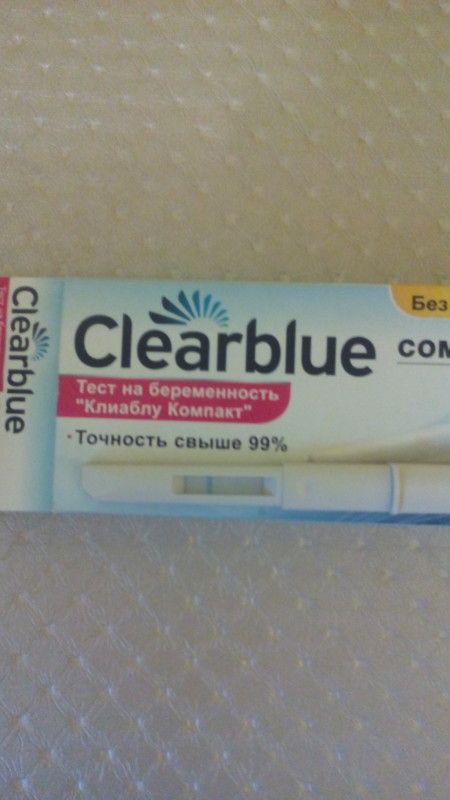 Clearblue
Без
Clearblue
COM
Тест на беременность
"Клиаблу Компакт"
· Точность свыше 99%